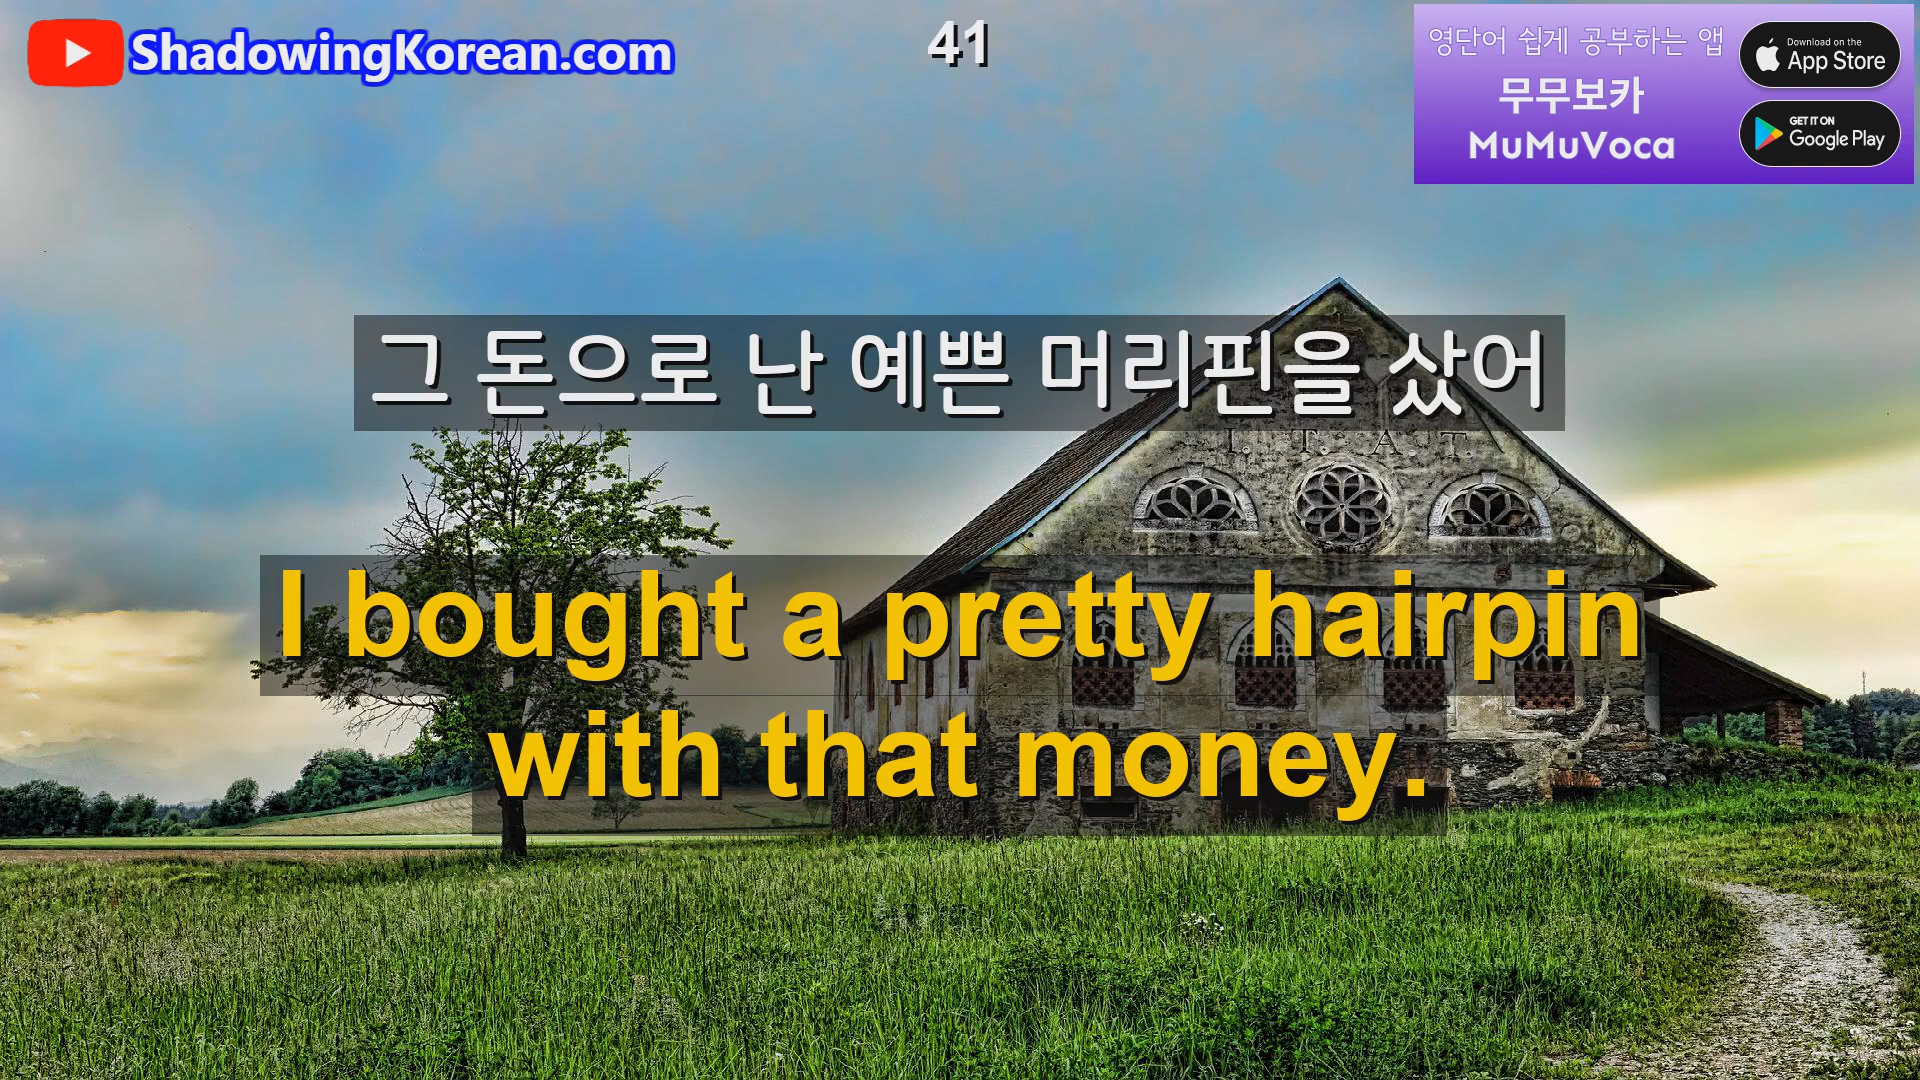 ShadowingKorean.com
41
영단어 쉽게 공부하는 앱
무무보카
MuMuVoca
Download on the
App Store
GET IT ON
Google Play
그 돈으로 난 예쁜 머리핀을 샀어
I. T. A. T.
I bought a pretty hairpin
with that money.